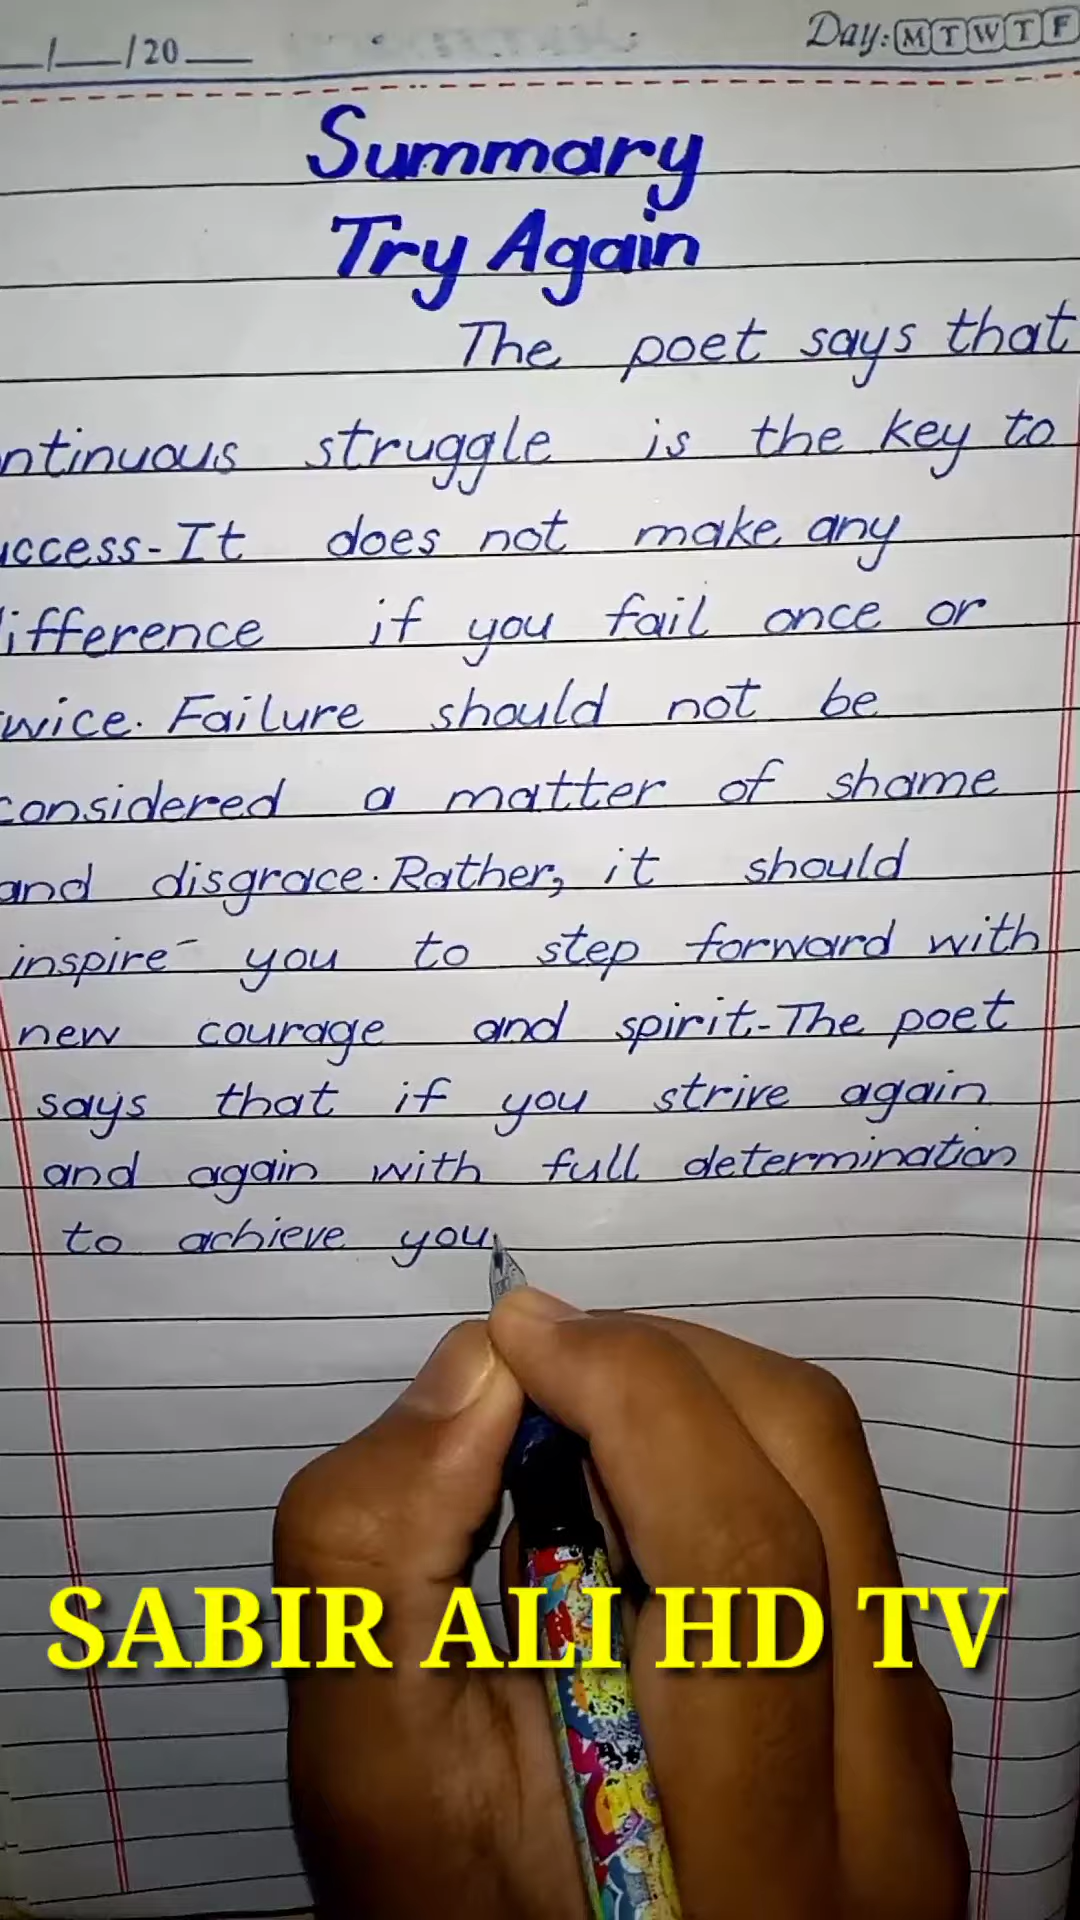 __/__/20__ Day: M T W T F
Summary
Try Again
The poet says that
ntinuous struggle is the key to
uccess-It does not make any
ifference if you fail once or
wice. Failure should not be
considered a matter of shame
and disgrace. Rather, it should
inspire you to step forward with
new courage and spirit-The poet
says that if you strive again
and again with full determination
to achieve you
SABIR ALI HD TV